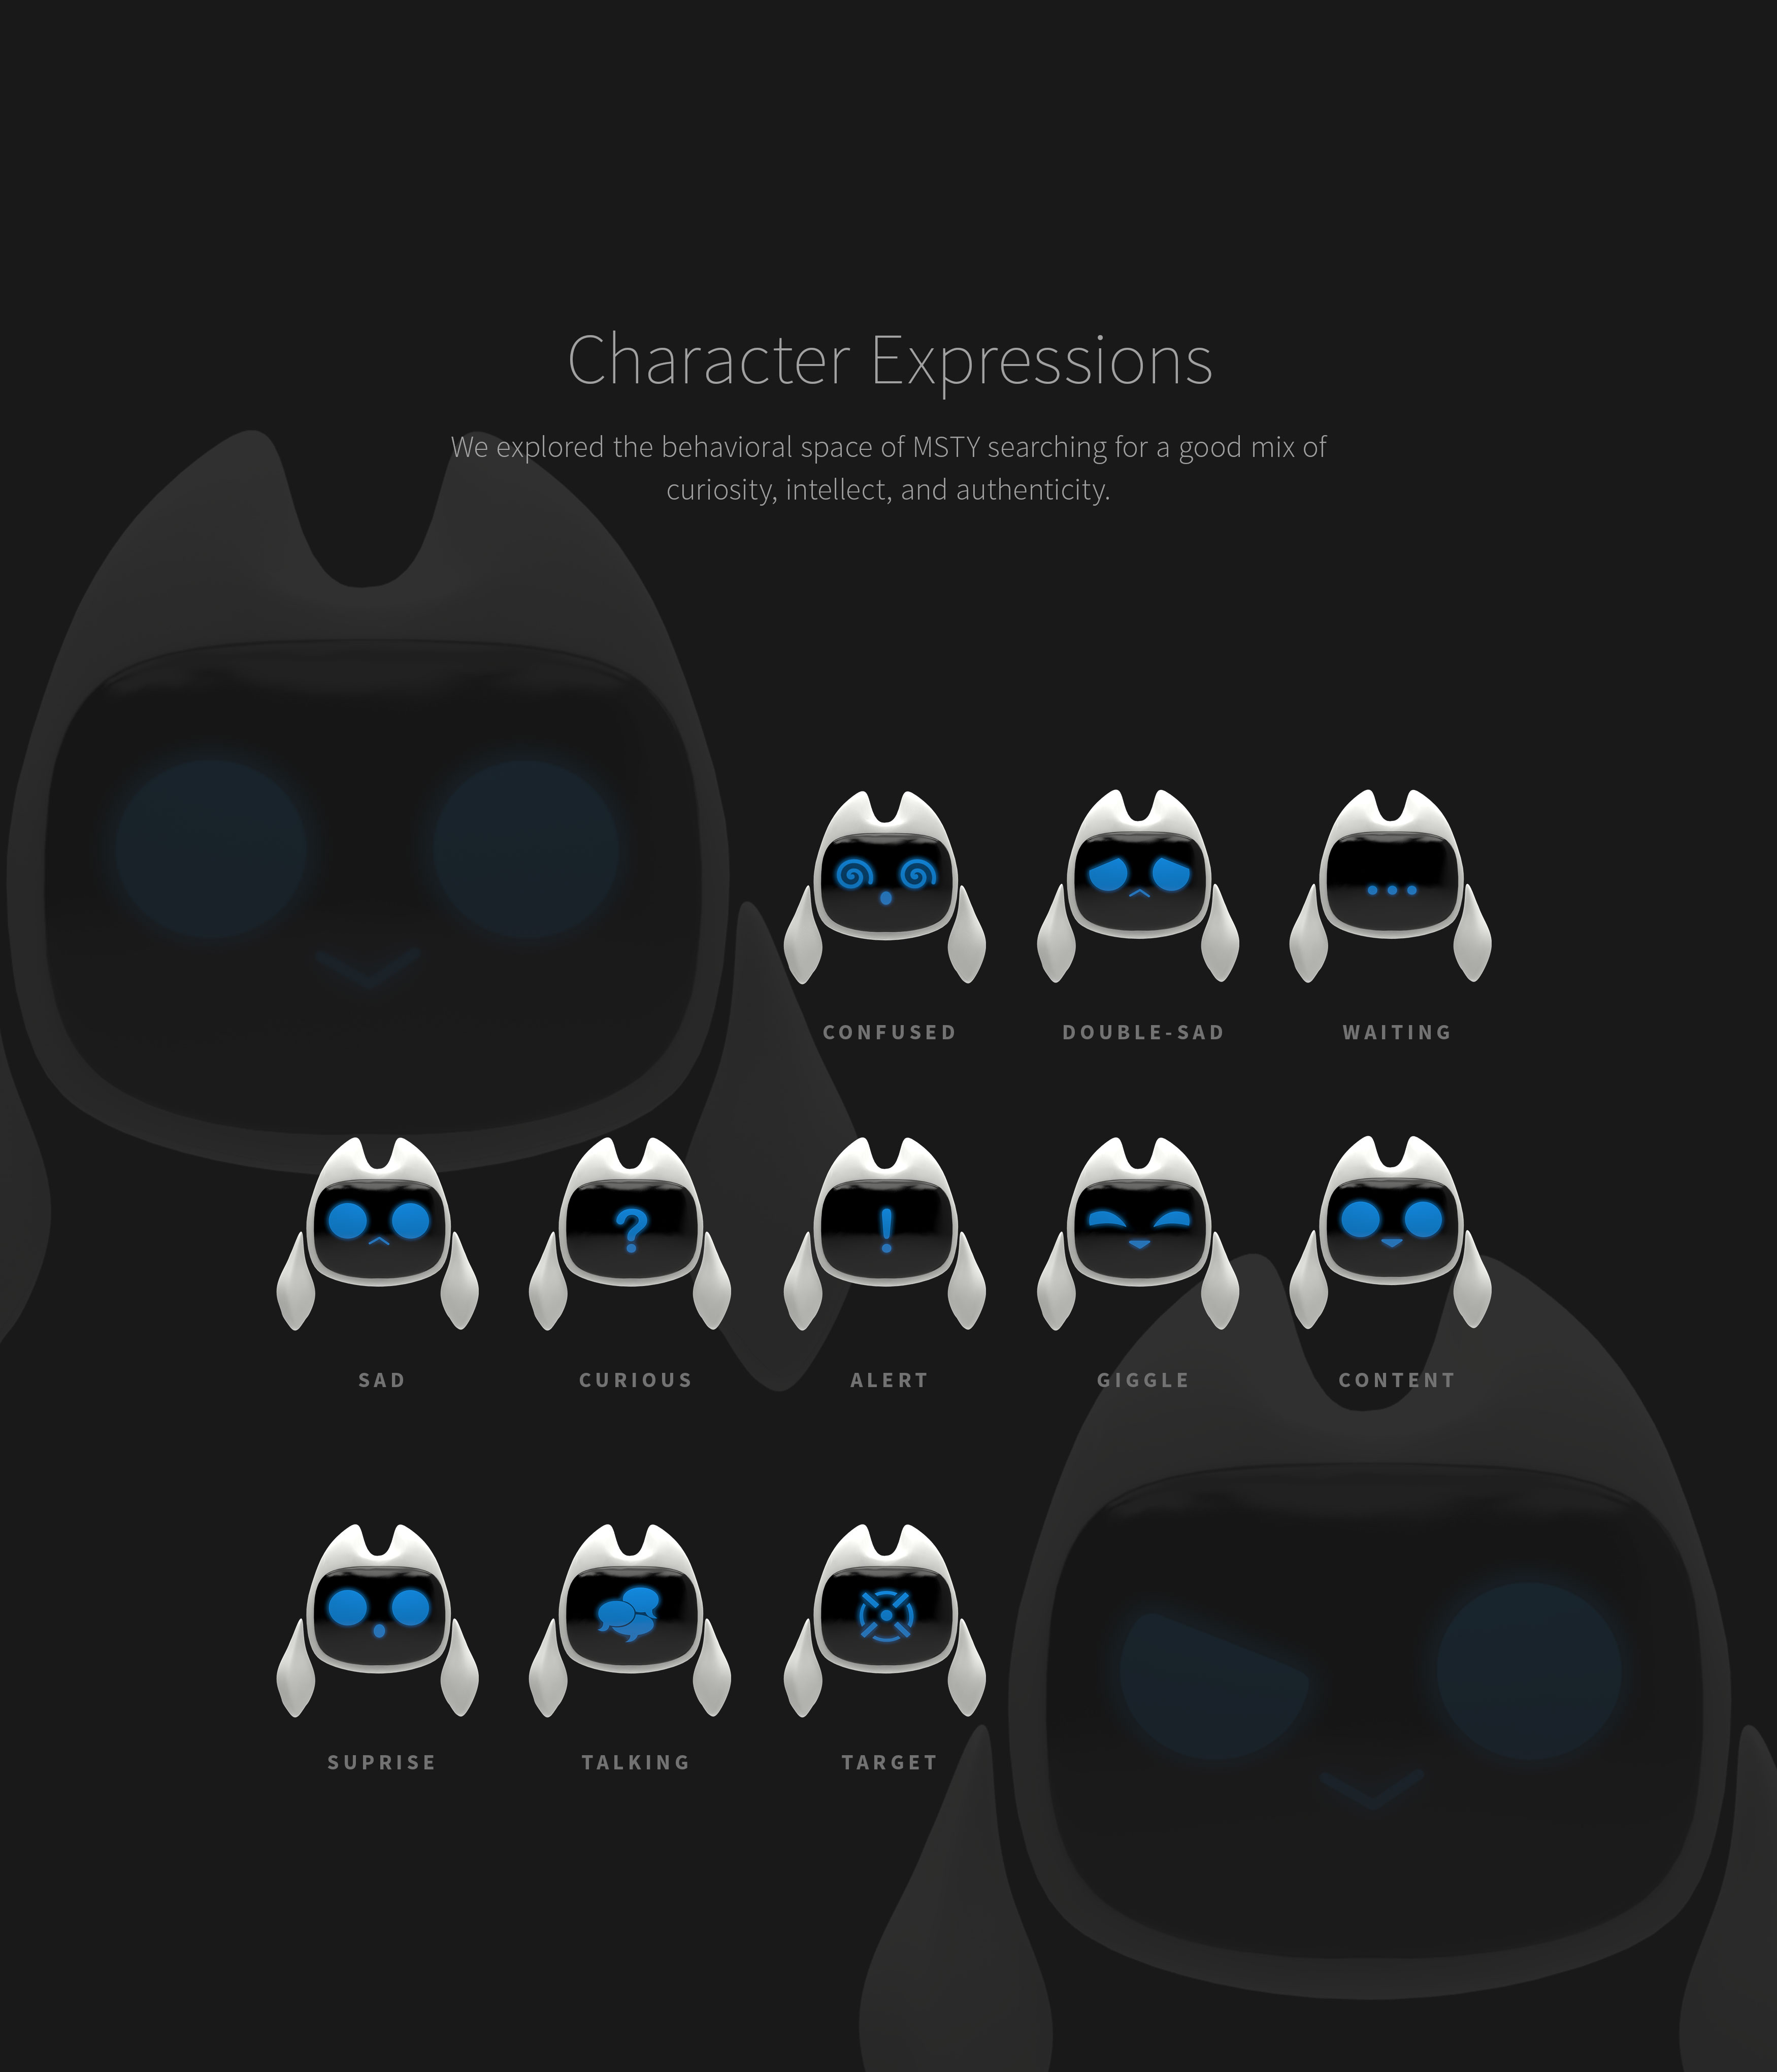 Character Expressions
We explored the behavioral space of MSTY searching for a good mix of
curiosity, intellect, and authenticity.
CONFUSED DOUBLE-SAD WAITING
SAD CURIOUS ALERT GIGGLE CONTENT
SUPRISE TALKING TARGET